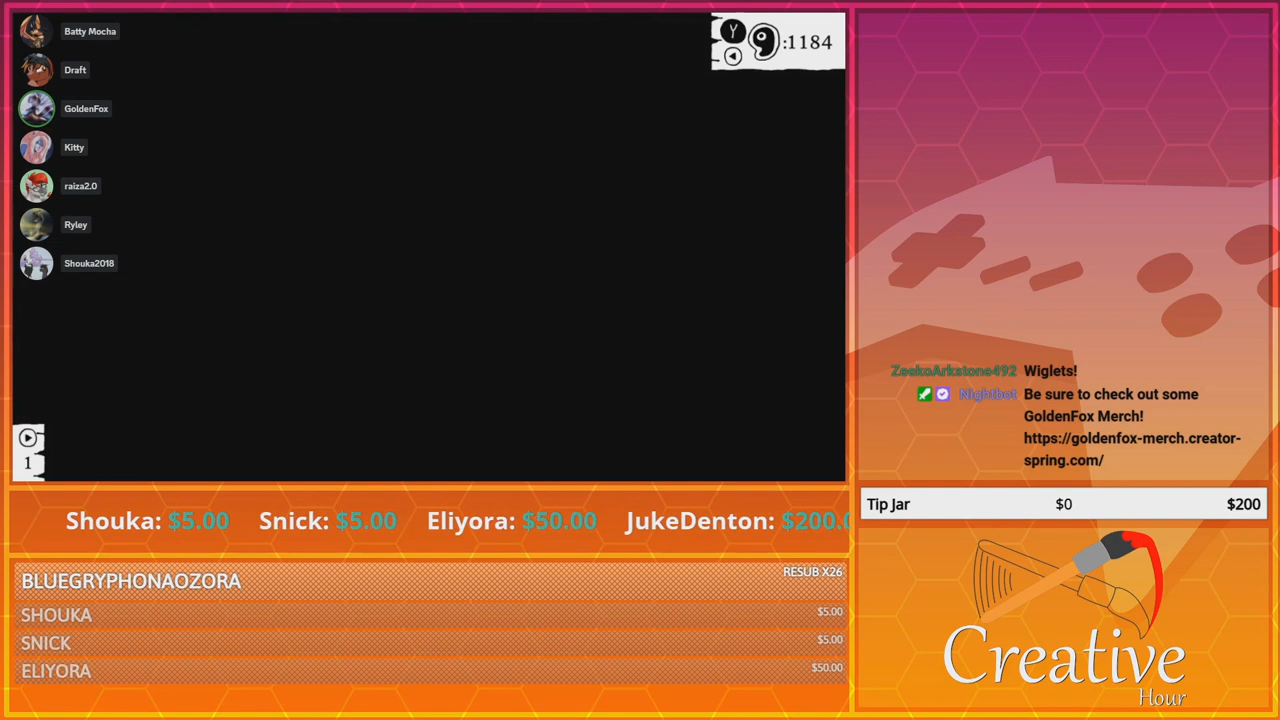 Batty Mocha
Draft
GoldenFox
Kitty
raiza2.0
Ryley
Shouka2018
Y
:1184
1
ZeekoArkstone492 Wiglets!
Nightbot Be sure to check out some
GoldenFox Merch!
https://goldenfox-merch.creator-
spring.com/
Tip Jar $0 $200
Shouka: $5.00 Snick: $5.00 Eliyora: $50.00 JukeDenton: $200.0
BLUEGRYPHONAOZORA RESUB X26
SHOUKA $5.00
SNICK $5.00
ELIYORA $50.00
Creative
Hour